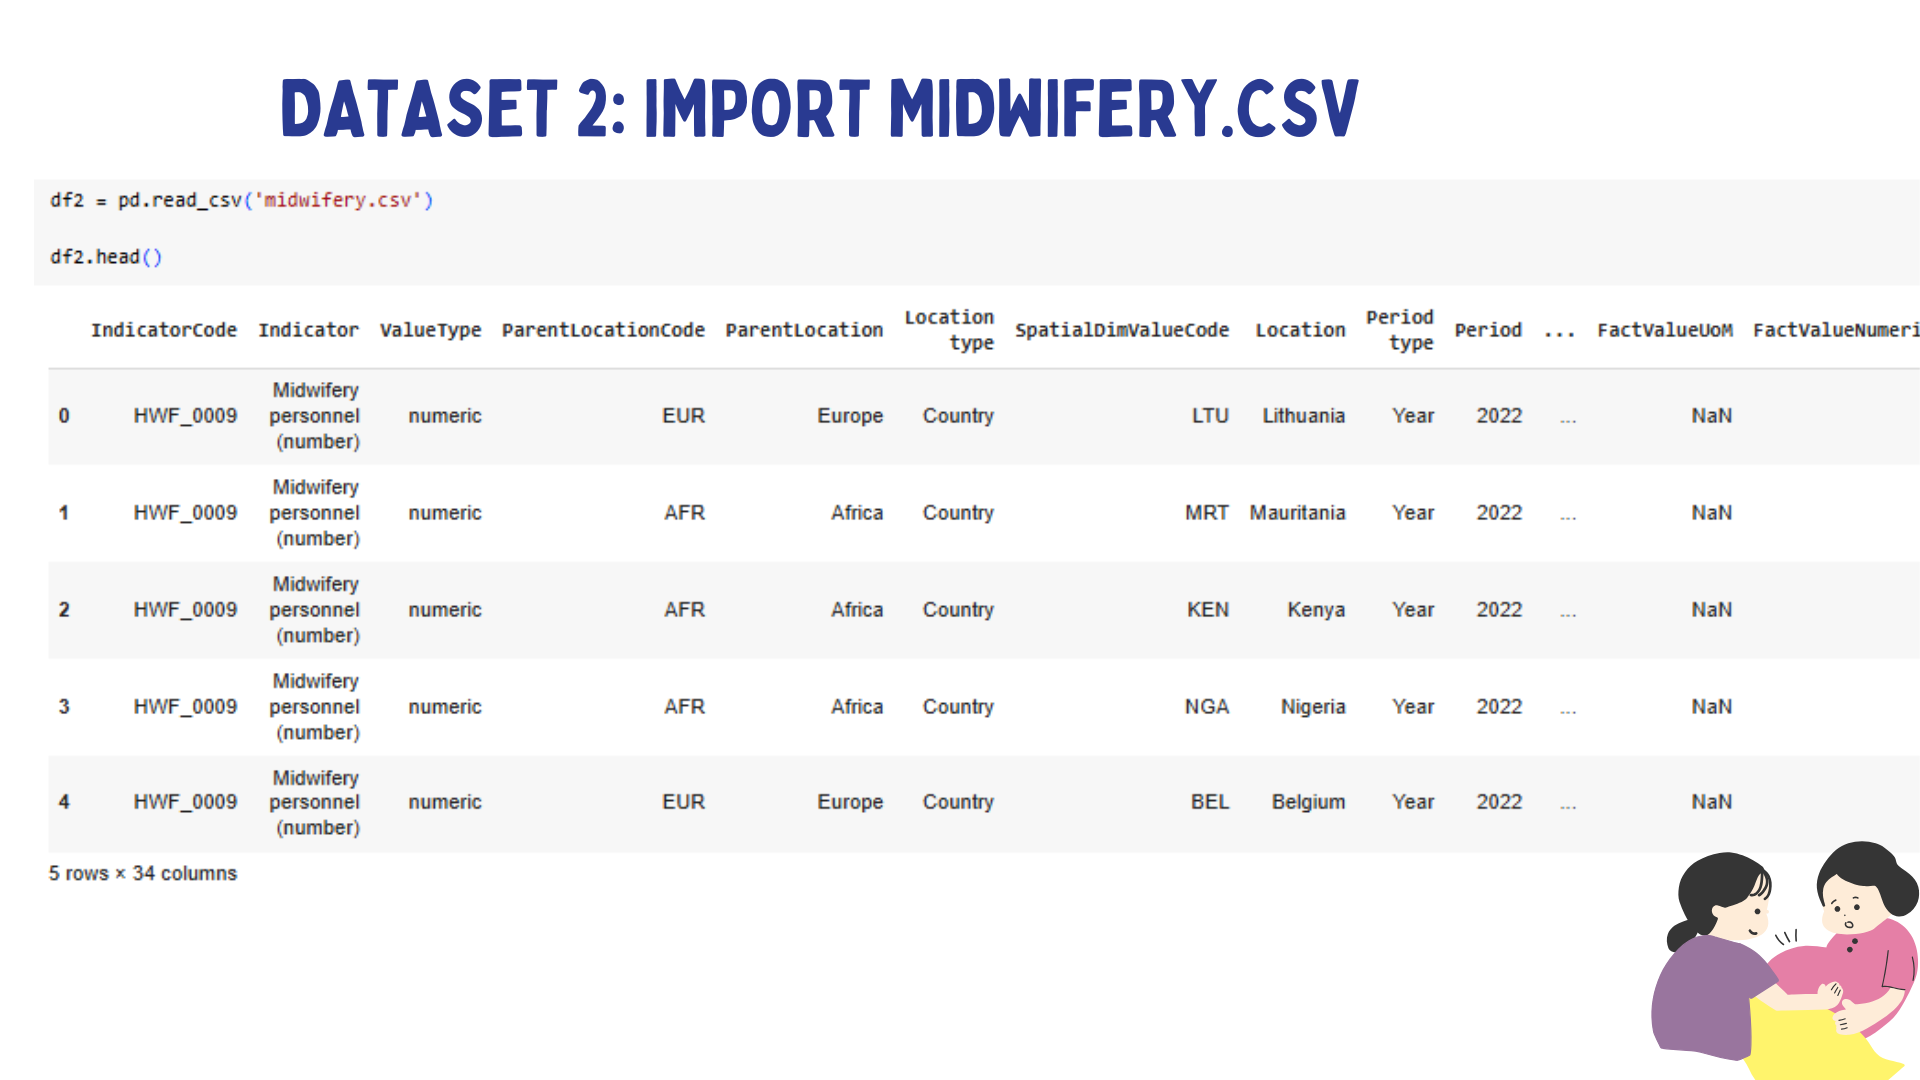 DATASET 2: IMPORT MIDWIFERY.CSV
df2 = pd.read_csv('midwifery.csv')
df2.head()
IndicatorCode Indicator ValueType ParentLocationCode ParentLocation Location type SpatialDimValueCode Location Period type Period ... FactValueUoM FactValueNumeri
0 HWF_0009 Midwifery personnel (number) numeric EUR Europe Country LTU Lithuania Year 2022 ... NaN
1 HWF_0009 Midwifery personnel (number) numeric AFR Africa Country MRT Mauritania Year 2022 ... NaN
2 HWF_0009 Midwifery personnel (number) numeric AFR Africa Country KEN Kenya Year 2022 ... NaN
3 HWF_0009 Midwifery personnel (number) numeric AFR Africa Country NGA Nigeria Year 2022 ... NaN
4 HWF_0009 Midwifery personnel (number) numeric EUR Europe Country BEL Belgium Year 2022 ... NaN
5 rows × 34 columns